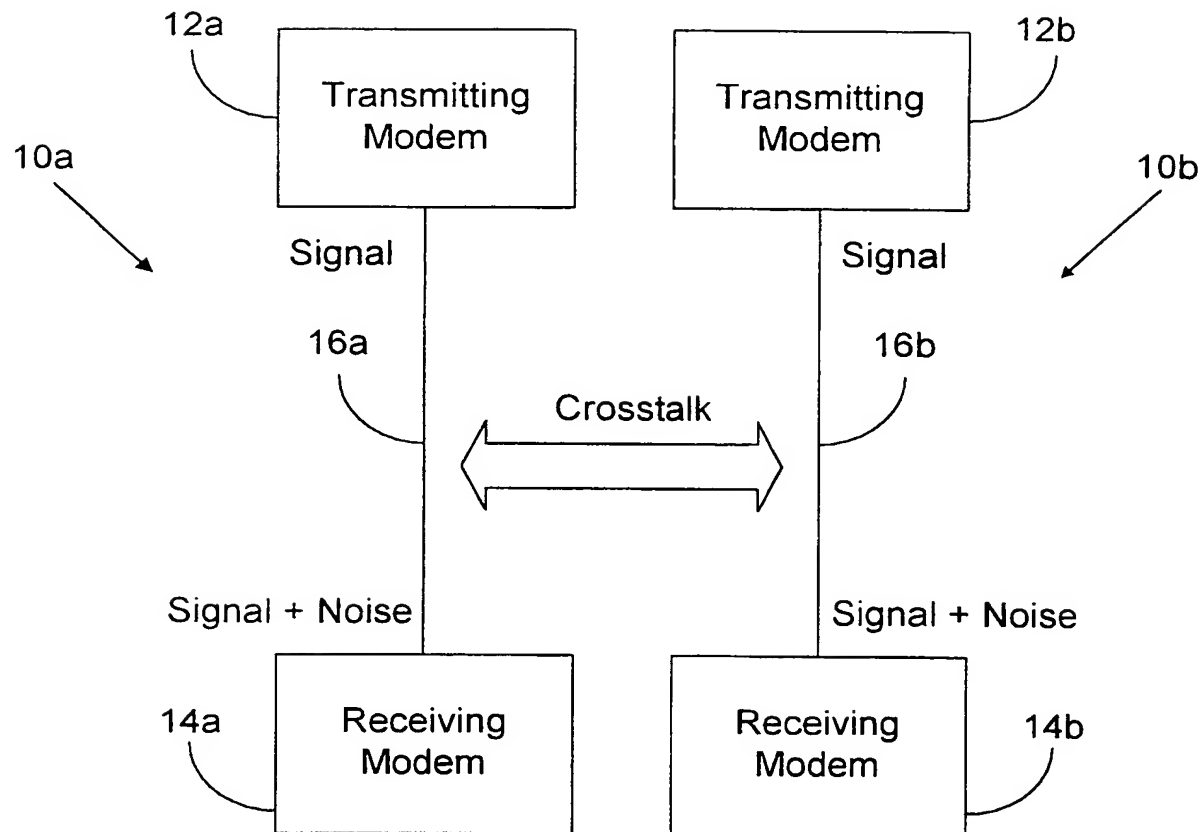 12a
12b
Transmitting
Modem
Transmitting
Modem
10a
10b
Signal
Signal
16a
16b
Crosstalk
Signal + Noise
Signal + Noise
14a
Receiving
Modem
Receiving
Modem
14b